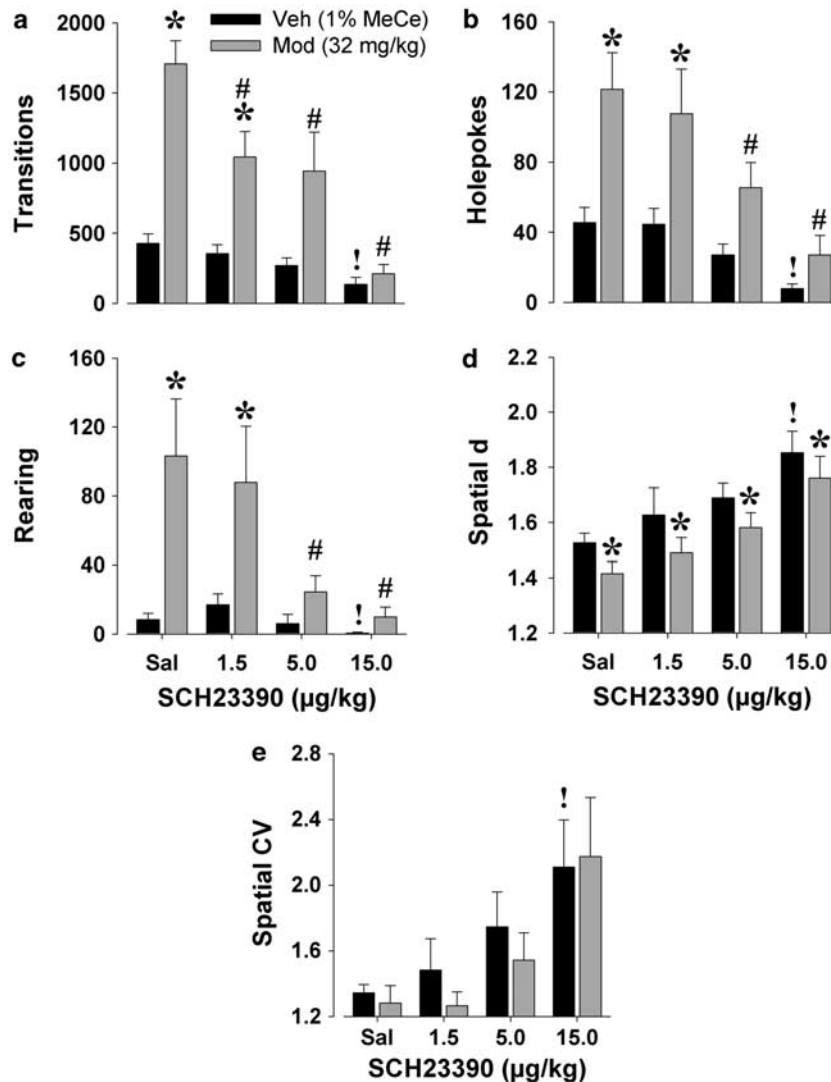 a
Veh (1% MeCe)
Mod (32 mg/kg)
Transitions
2000
1500
1000
500
0
*
# *
#
! #
b
Holepokes
160
120
80
40
0
*
*
#
! #
c
Rearing
160
120
80
40
0
*
*
#
! #
Sal 1.5 5.0 15.0
SCH23390 (µg/kg)
d
Spatial d
2.2
2.0
1.8
1.6
1.4
1.2
*
*
*
! *
Sal 1.5 5.0 15.0
SCH23390 (µg/kg)
e
Spatial CV
2.8
2.4
2.0
1.6
1.2
!
Sal 1.5 5.0 15.0
SCH23390 (µg/kg)